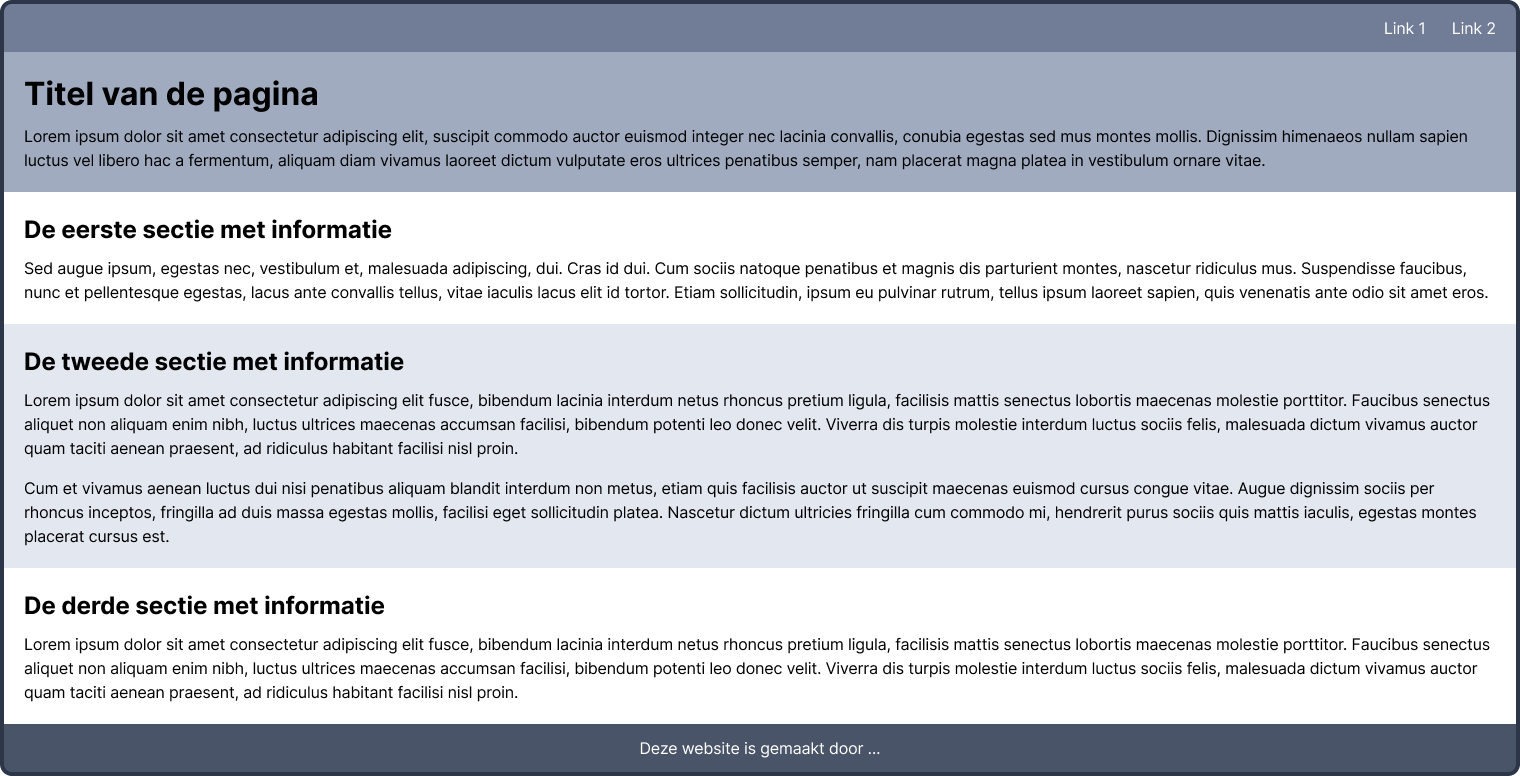 Link 1 Link 2
Titel van de pagina
Lorem ipsum dolor sit amet consectetur adipiscing elit, suscipit commodo auctor euismod integer nec lacinia convallis, conubia egestas sed mus montes mollis. Dignissim himenaeos nullam sapien
luctus vel libero hac a fermentum, aliquam diam vivamus laoreet dictum vulputate eros ultrices penatibus semper, nam placerat magna platea in vestibulum ornare vitae.
De eerste sectie met informatie
Sed augue ipsum, egestas nec, vestibulum et, malesuada adipiscing, dui. Cras id dui. Cum sociis natoque penatibus et magnis dis parturient montes, nascetur ridiculus mus. Suspendisse faucibus,
nunc et pellentesque egestas, lacus ante convallis tellus, vitae iaculis lacus elit id tortor. Etiam sollicitudin, ipsum eu pulvinar rutrum, tellus ipsum laoreet sapien, quis venenatis ante odio sit amet eros.
De tweede sectie met informatie
Lorem ipsum dolor sit amet consectetur adipiscing elit fusce, bibendum lacinia interdum netus rhoncus pretium ligula, facilisis mattis senectus lobortis maecenas molestie porttitor. Faucibus senectus
aliquet non aliquam enim nibh, luctus ultrices maecenas accumsan facilisi, bibendum potenti leo donec velit. Viverra dis turpis molestie interdum luctus sociis felis, malesuada dictum vivamus auctor
quam taciti aenean praesent, ad ridiculus habitant facilisi nisl proin.
Cum et vivamus aenean luctus dui nisi penatibus aliquam blandit interdum non metus, etiam quis facilisis auctor ut suscipit maecenas euismod cursus congue vitae. Augue dignissim sociis per
rhoncus inceptos, fringilla ad duis massa egestas mollis, facilisi eget sollicitudin platea. Nascetur dictum ultricies fringilla cum commodo mi, hendrerit purus sociis quis mattis iaculis, egestas montes
placerat cursus est.
De derde sectie met informatie
Lorem ipsum dolor sit amet consectetur adipiscing elit fusce, bibendum lacinia interdum netus rhoncus pretium ligula, facilisis mattis senectus lobortis maecenas molestie porttitor. Faucibus senectus
aliquet non aliquam enim nibh, luctus ultrices maecenas accumsan facilisi, bibendum potenti leo donec velit. Viverra dis turpis molestie interdum luctus sociis felis, malesuada dictum vivamus auctor
quam taciti aenean praesent, ad ridiculus habitant facilisi nisl proin.
Deze website is gemaakt door ...